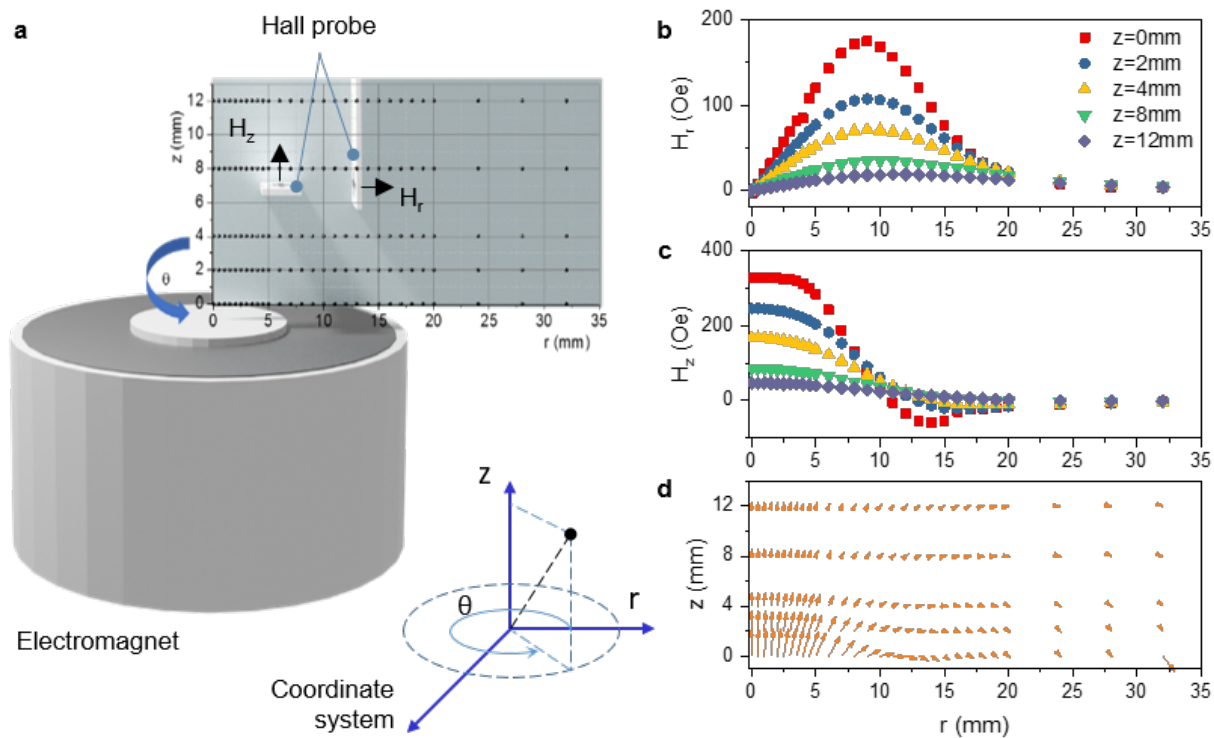 a
Hall probe
12
10
8
6
4
2
0
z (mm)
H_z
H_r
θ
0
5
10
15
20
25
30
35
r (mm)
Electromagnet
z
θ
r
Coordinate
system
b
200
100
0
H_r (Oe)
z=0mm
z=2mm
z=4mm
z=8mm
z=12mm
0 5 10 15 20 25 30 35
c
400
200
0
H_z (Oe)
0 5 10 15 20 25 30 35
d
12
8
4
0
z (mm)
0 5 10 15 20 25 30 35
r (mm)